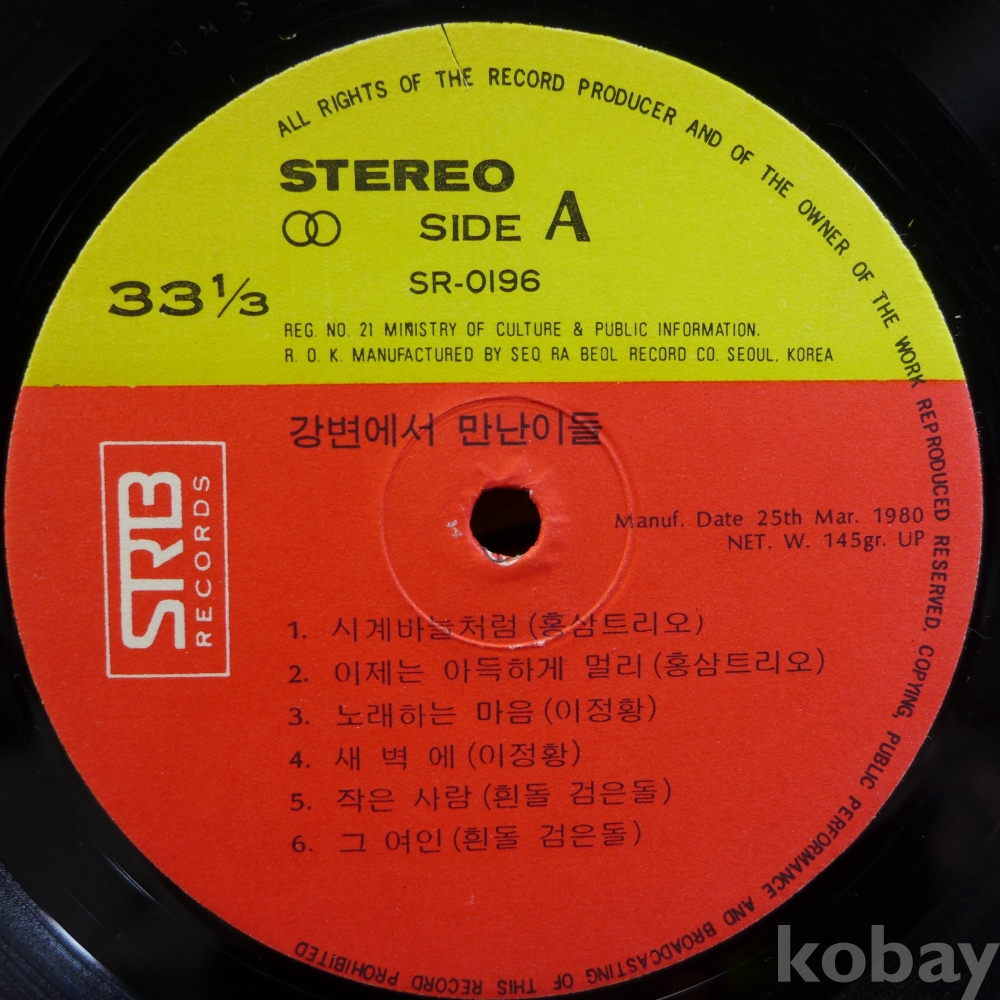 ALL RIGHTS OF THE RECORD PRODUCER AND OF THE OWNER OF THE WORK REPRODUCED RESERVED. COPYING, PUBLIC PERFORMANCE AND BROADCASTING OF THIS RECORD PROHIBITED
STEREO
SIDE A
SR-0196
33 1/3
REG. NO. 21 MINISTRY OF CULTURE & PUBLIC INFORMATION.
R. O. K. MANUFACTURED BY SEO RA BEOL RECORD CO. SEOUL, KOREA
강변에서 만난이들
SRB
RECORDS
Manuf. Date 25th Mar. 1980
NET. W. 145gr. UP
1. 시계바늘처럼 (홍삼트리오)
2. 이제는 아득하게 멀리 (홍삼트리오)
3. 노래하는 마음 (이정황)
4. 새 벽 에 (이정황)
5. 작은 사랑 (흰돌 검은돌)
6. 그 여인 (흰돌 검은돌)
kobay